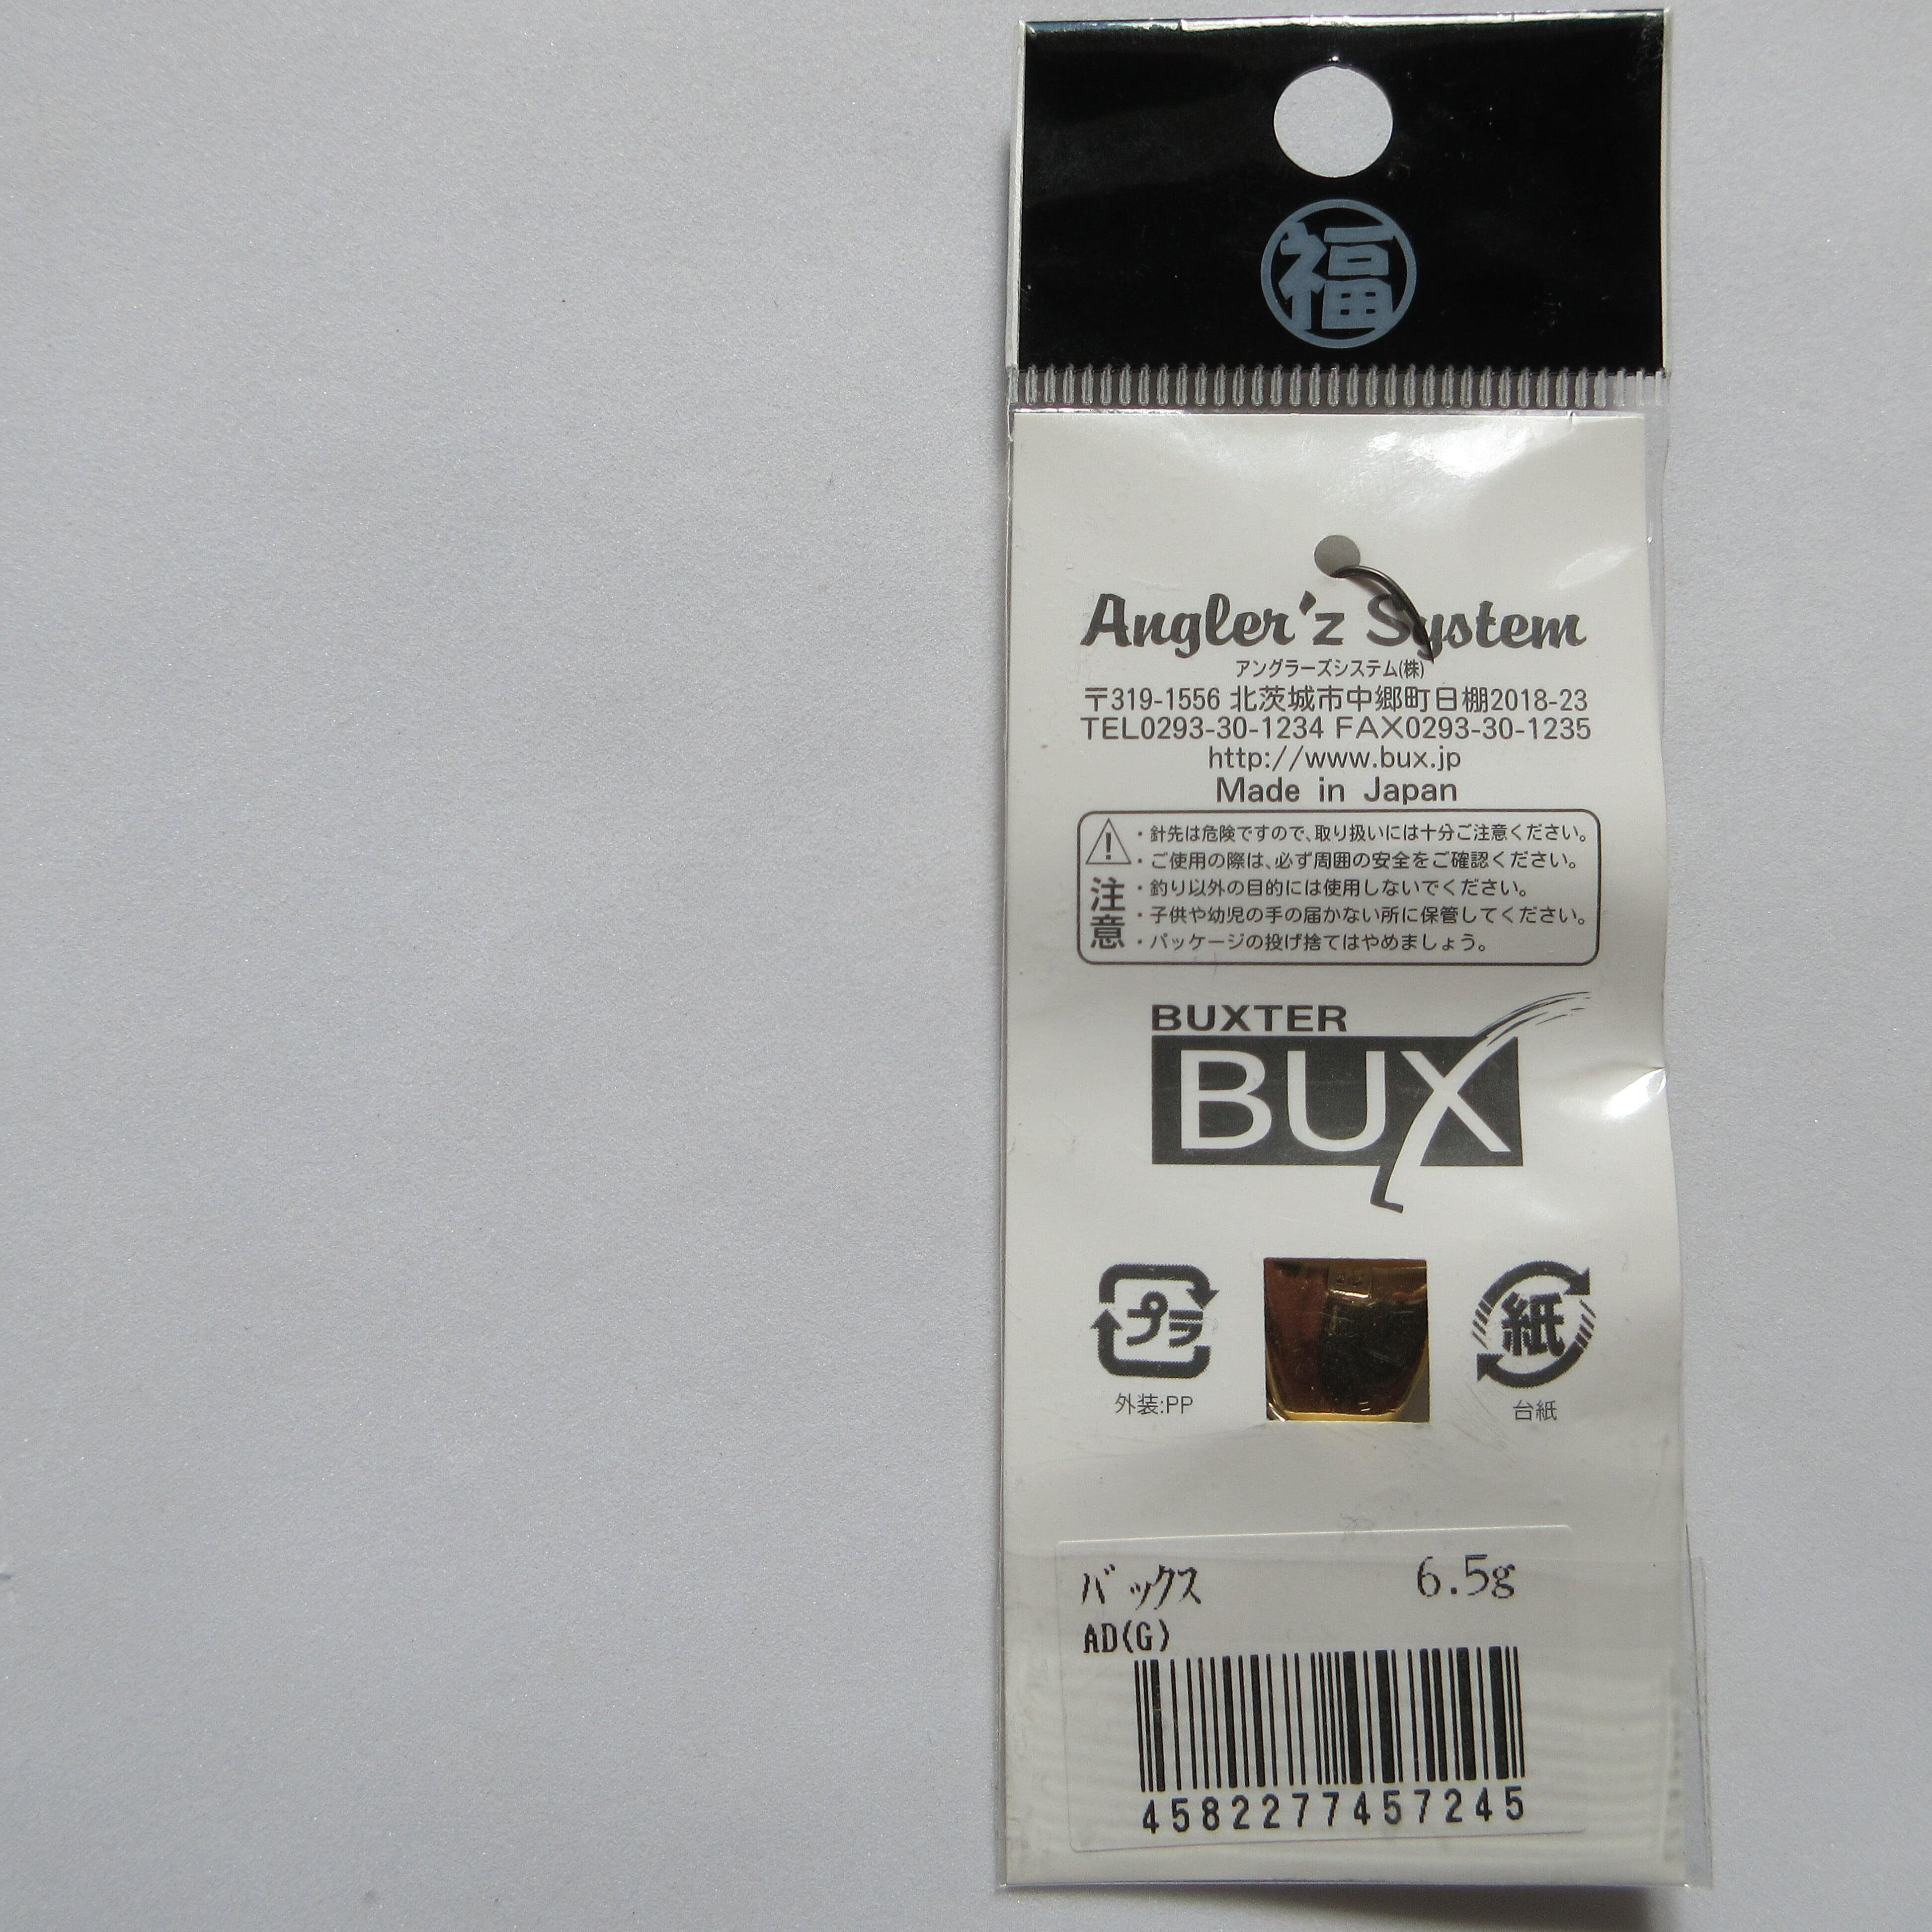 福
Angler'z System
アングラーズシステム(株)
〒319-1556 北茨城市中郷町日棚2018-23
TEL0293-30-1234 FAX0293-30-1235
http://www.bux.jp
Made in Japan
注意
・針先は危険ですので、取り扱いには十分ご注意ください。
・ご使用の際は、必ず周囲の安全をご確認ください。
・釣り以外の目的には使用しないでください。
・子供や幼児の手の届かない所に保管してください。
・パッケージの投げ捨てはやめましょう。
BUXTER
BUX
プラ
外装:PP
紙
台紙
バックス 6.5g
AD(G)
4582277457245